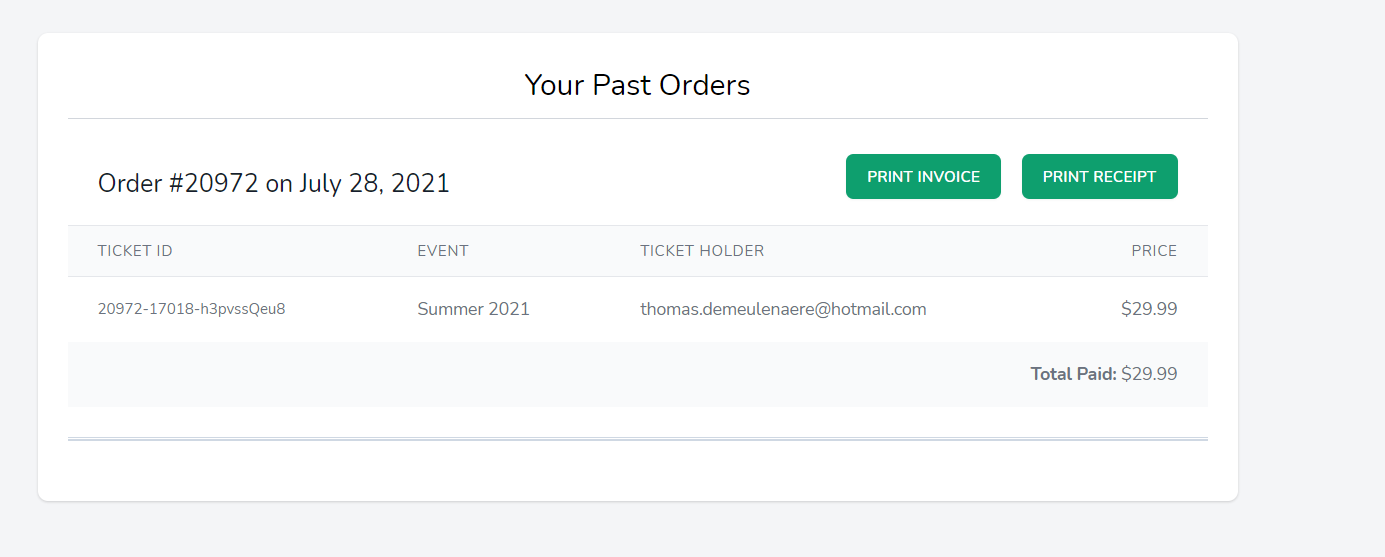 Your Past Orders
Order #20972 on July 28, 2021
PRINT INVOICE
PRINT RECEIPT
TICKET ID EVENT TICKET HOLDER PRICE
20972-17018-h3pvssQeu8 Summer 2021 thomas.demeulenaere@hotmail.com $29.99
Total Paid: $29.99